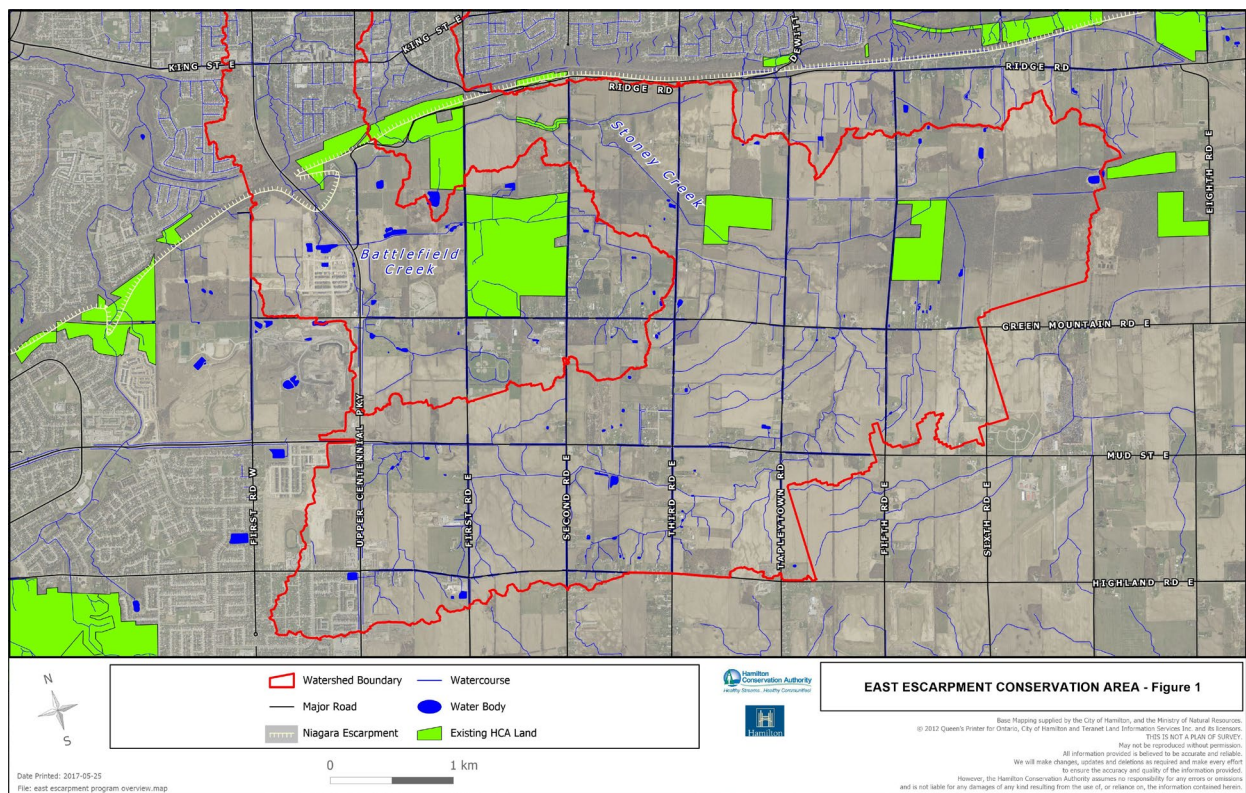 KING ST E
KING ST E
DEWITT
RIDGE RD
RIDGE RD
Stoney Creek
EIGHTH RD E
Battlefield
Creek
GREEN MOUNTAIN RD E
MUD ST E
FIRST RD W
UPPER CENTENNIAL PKY
FIRST RD E
SECOND RD E
THIRD RD E
TAPLEYTOWN RD
FIFTH RD E
SIXTH RD E
HIGHLAND RD E
N
S
Watershed Boundary
Watercourse
Major Road
Water Body
Niagara Escarpment
Existing HCA Land
0 1 km
Date Printed: 2017-05-25
File: east escarpment program overview.map
Hamilton
Conservation Authority
Healthy Streams...Healthy Communities!
Hamilton
EAST ESCARPMENT CONSERVATION AREA - Figure 1
Base Mapping supplied by the City of Hamilton, and the Ministry of Natural Resources.
© 2012 Queen's Printer for Ontario, City of Hamilton and Teranet Land Information Services Inc. and its licensors.
THIS IS NOT A PLAN OF SURVEY.
May not be reproduced without permission.
All information provided is believed to be accurate and reliable.
We will make changes, updates and deletions as required and make every effort
to ensure the accuracy and quality of the information provided.
However, the Hamilton Conservation Authority assumes no responsibility for any errors or omissions
and is not liable for any damages of any kind resulting from the use of, or reliance on, the information contained herein.